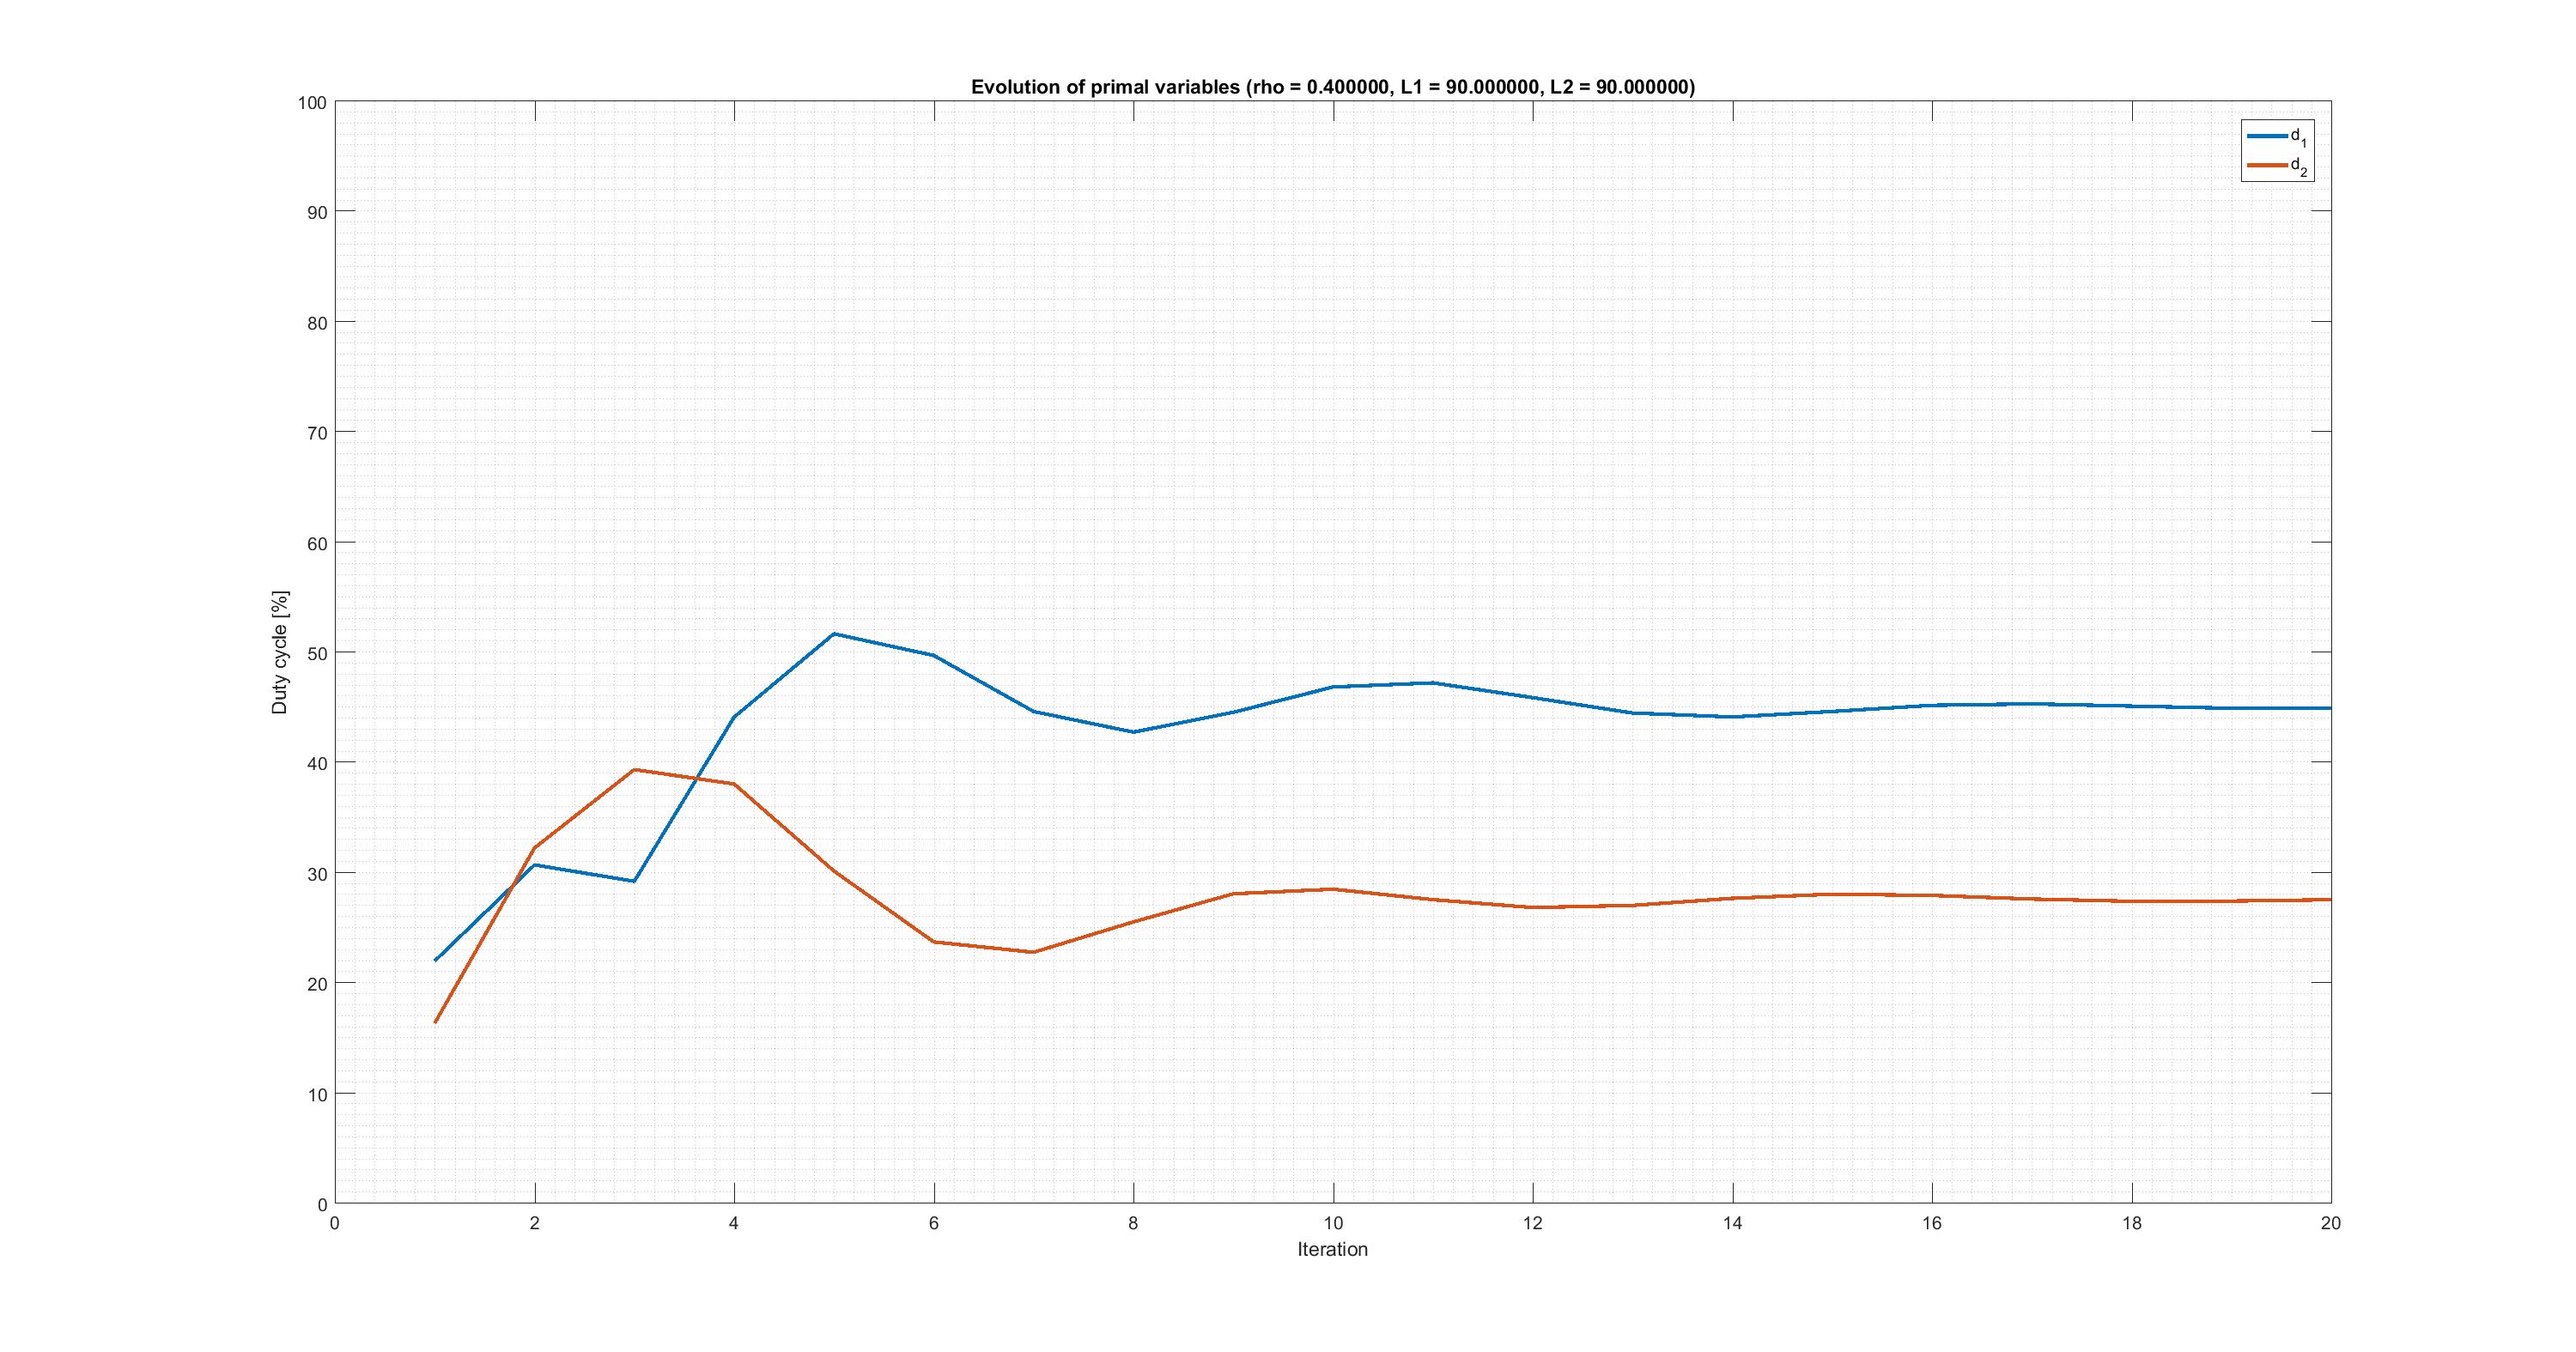 Evolution of primal variables (rho = 0.400000, L1 = 90.000000, L2 = 90.000000)
d1
d2
100
90
80
70
60
50
40
30
20
10
0
Duty cycle [%]
0 2 4 6 8 10 12 14 16 18 20
Iteration